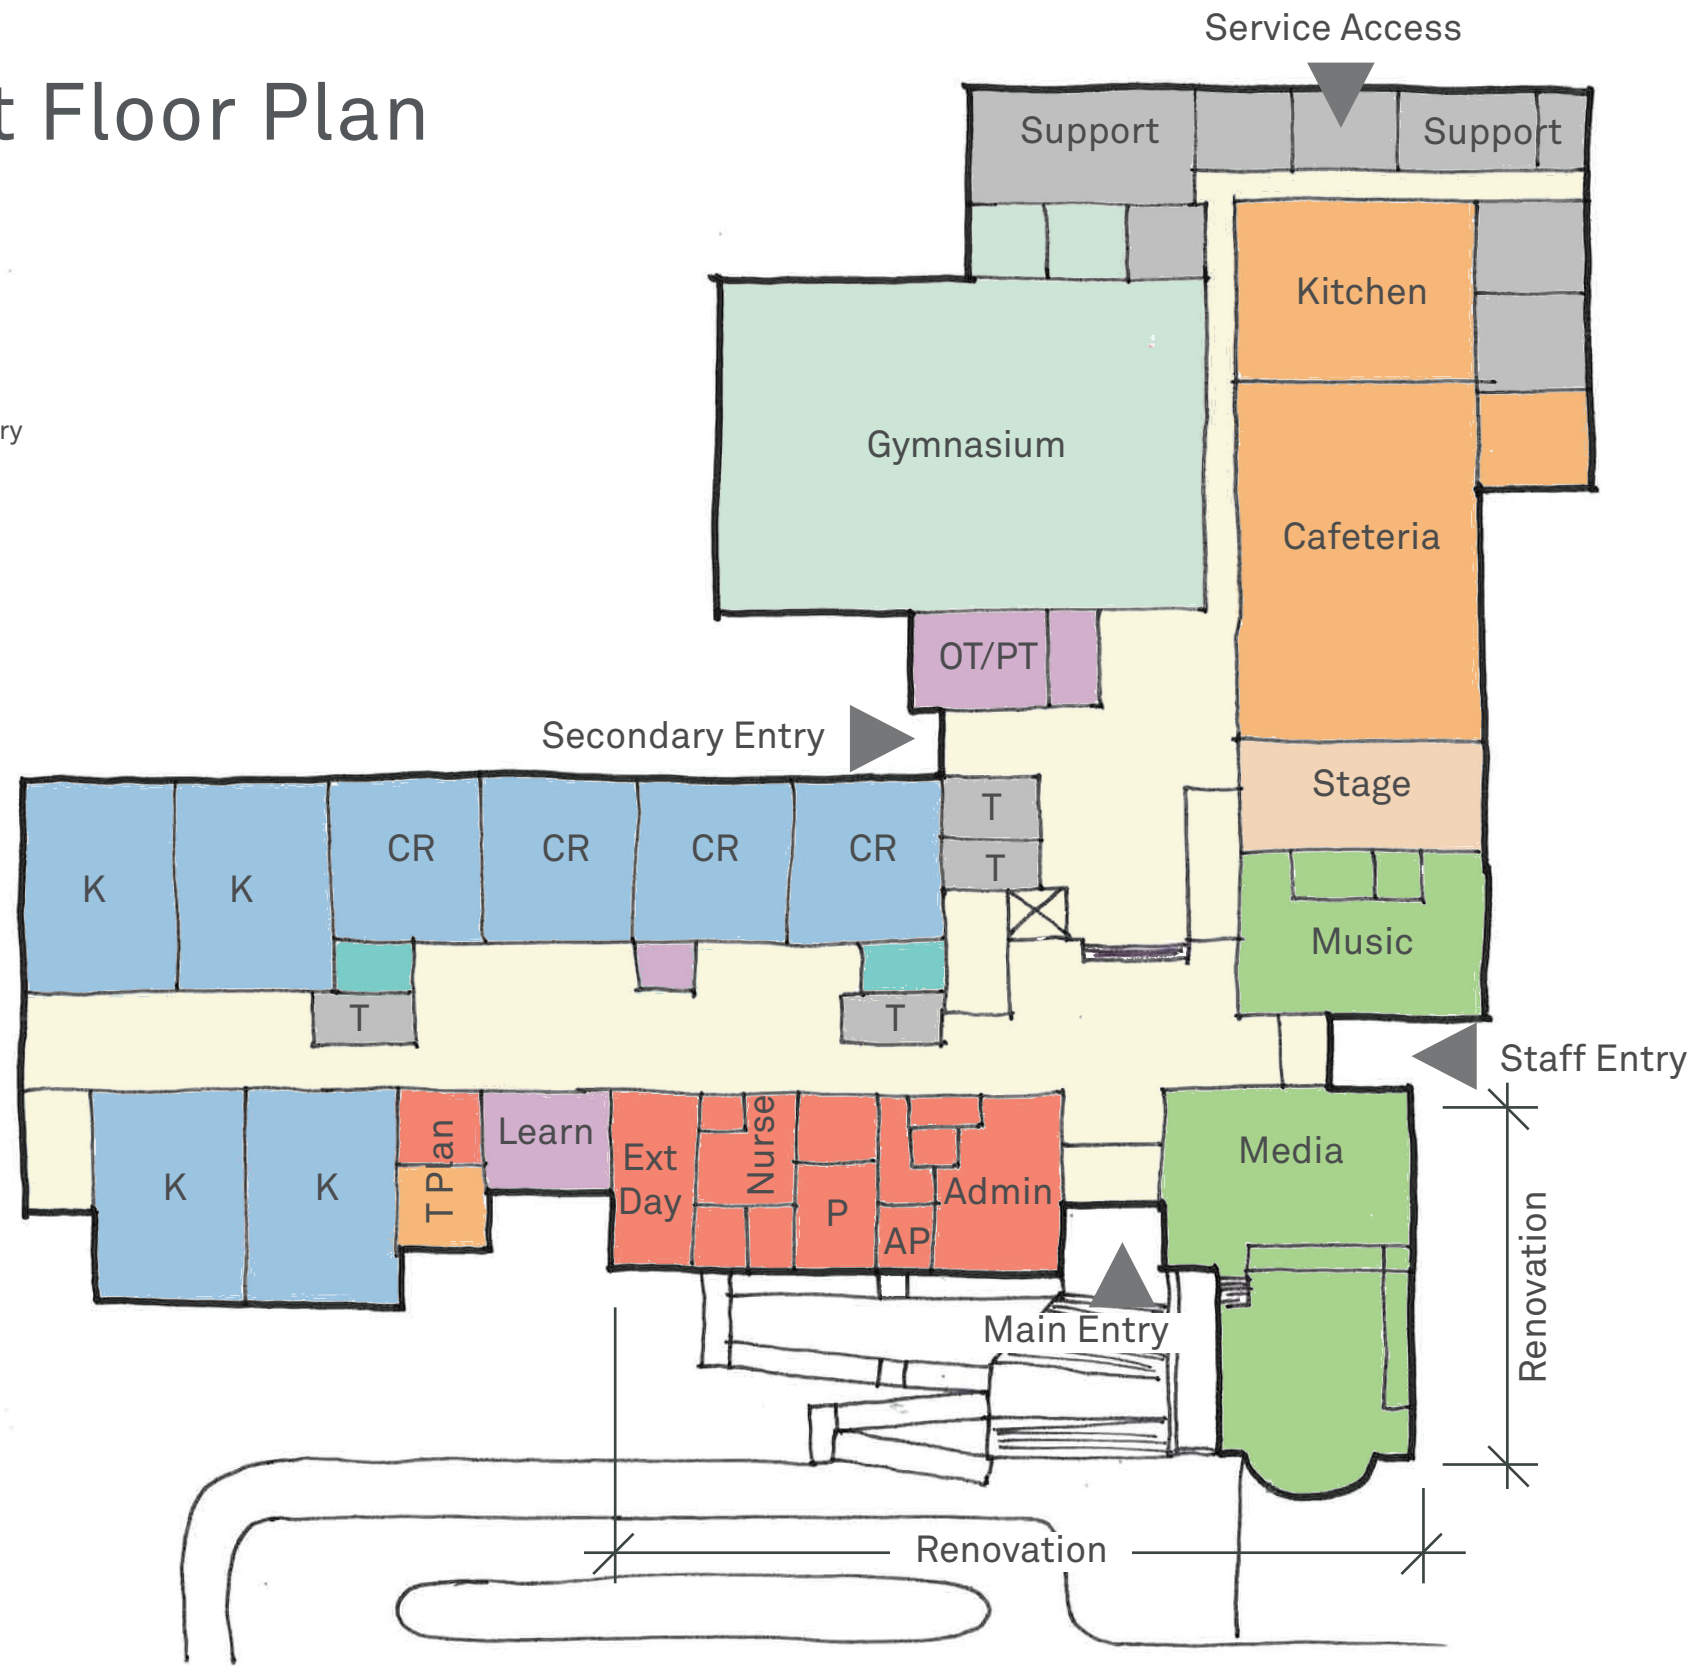 Service Access
t Floor Plan
Support
Support
Kitchen
ry
Gymnasium
Cafeteria
OT/PT
Secondary Entry
Stage
T
CR
CR
CR
CR
T
K
K
Music
T
T
Staff Entry
Nurse
Learn
T Plan
Media
Ext
Day
K
K
Admin
P
AP
Renovation
Main Entry
Renovation